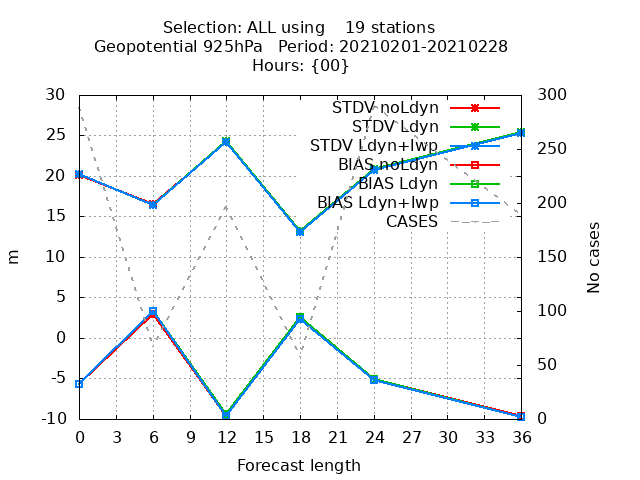 Selection: ALL using    19 stations
Geopotential 925hPa   Period: 20210201-20210228
Hours: {00}
STDV noLdyn
STDV Ldyn
STDV Ldyn+lwp
BIAS noLdyn
BIAS Ldyn
BIAS Ldyn+lwp
CASES
30
25
20
15
10
5
0
-5
-10
m
300
250
200
150
100
50
0
No cases
0 3 6 9 12 15 18 21 24 27 30 33 36
Forecast length